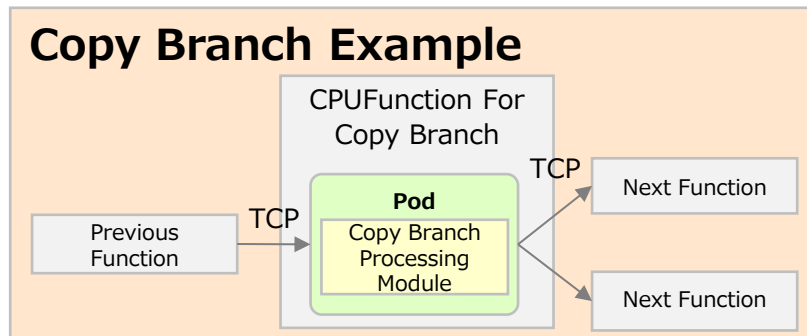 Copy Branch Example
CPUFunction For
Copy Branch
TCP
TCP
Pod
Previous
Function
Copy Branch
Processing
Module
Next Function
Next Function